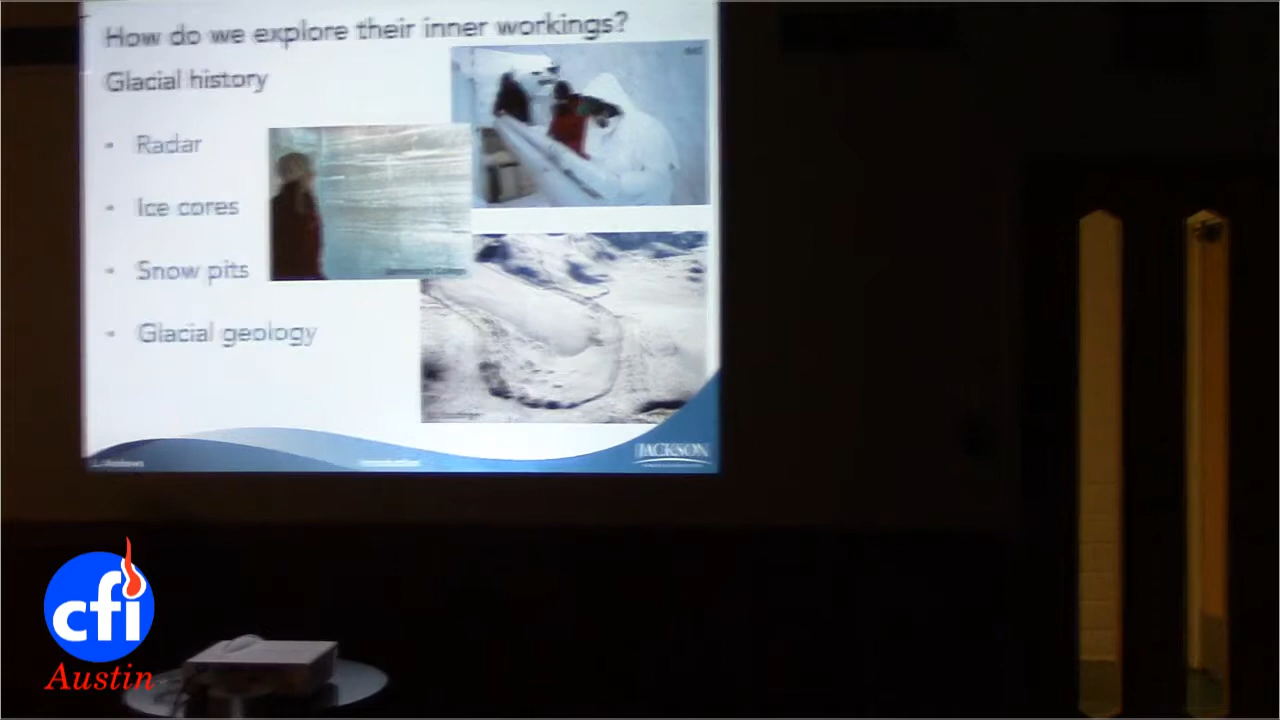 How do we explore their inner workings?
Glacial history
• Radar
• Ice cores
• Snow pits
• Glacial geology
JACKSON
cfi
Austin